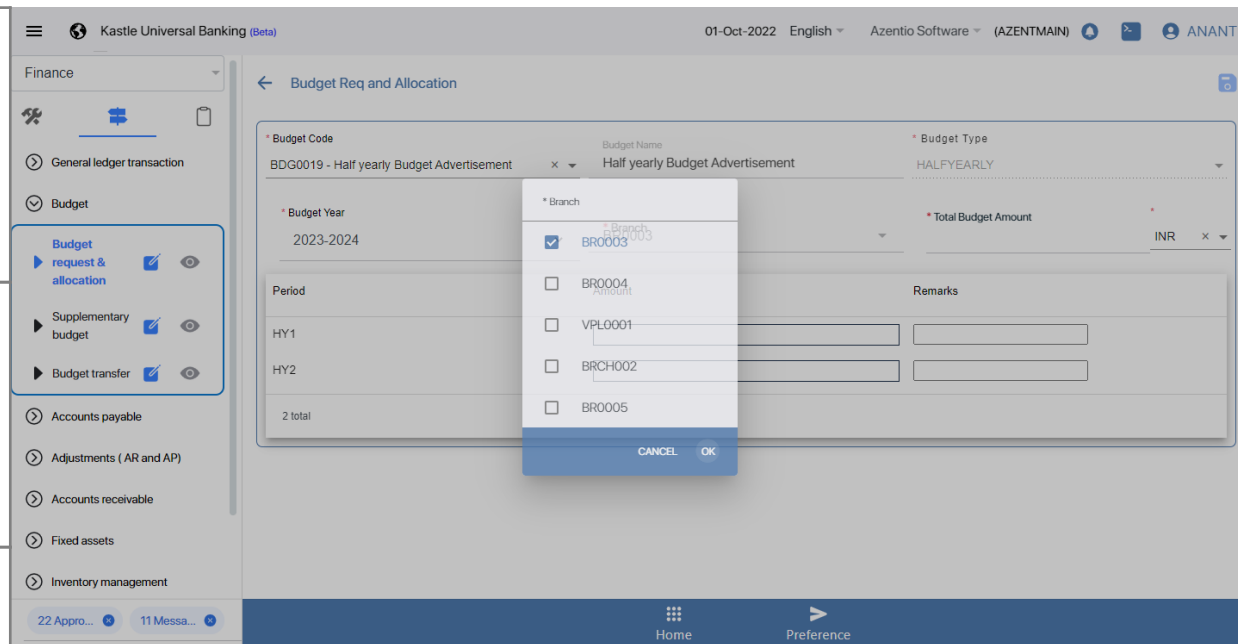 Kastle Universal Banking (Beta)
01-Oct-2022 English Azentio Software (AZENTMAIN) ANANT
Finance
General ledger transaction
Budget
Budget
request &
allocation
Supplementary
budget
Budget transfer
Accounts payable
Adjustments ( AR and AP)
Accounts receivable
Fixed assets
Inventory management
22 Appro... 11 Messa...
Budget Req and Allocation
* Budget Code
BDG0019 - Half yearly Budget Advertisement
Budget Name
Half yearly Budget Advertisement
* Budget Type
HALFYEARLY
* Budget Year
2023-2024
* Branch
BR0003
* Total Budget Amount
*
INR
Period Amount Remarks
HY1
HY2
2 total
* Branch
BR0003
BR0004
VPL0001
BRCH002
BR0005
CANCEL OK
Home Preference